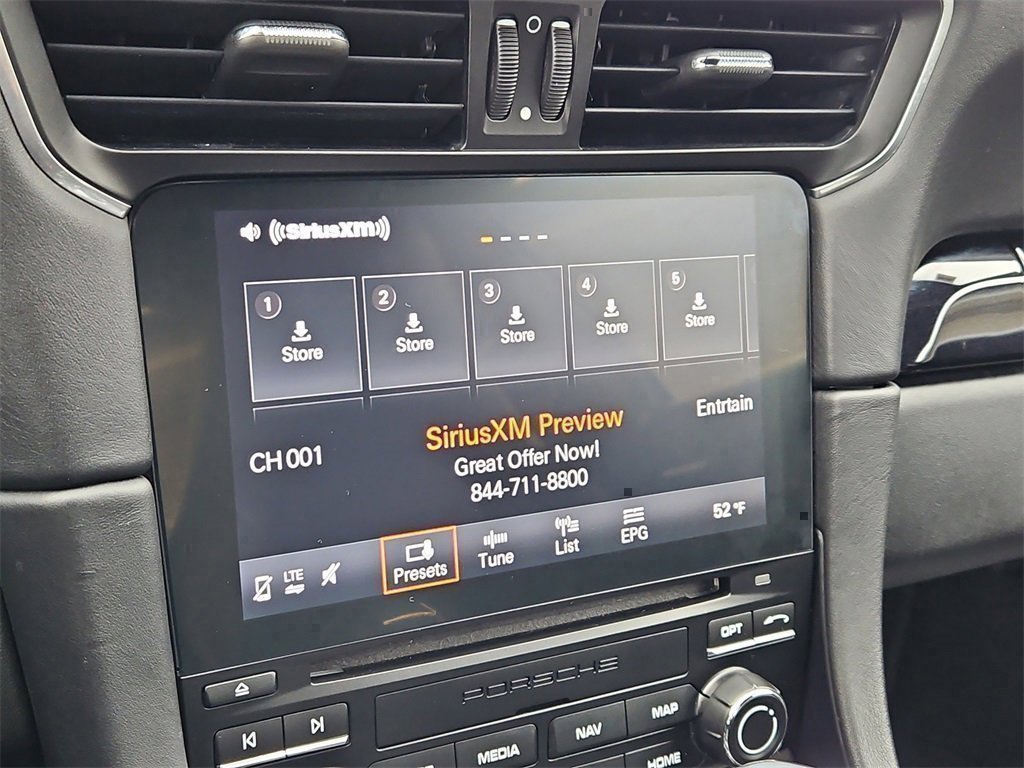 SiriusXM
1 2 3 4 5
Store Store Store Store Store
Entrtain
SiriusXM Preview
CH 001
Great Offer Now!
844-711-8800
52 °F
LTE Presets Tune List EPG
OPT
PORSCHE
MAP
NAV
MEDIA
HOME